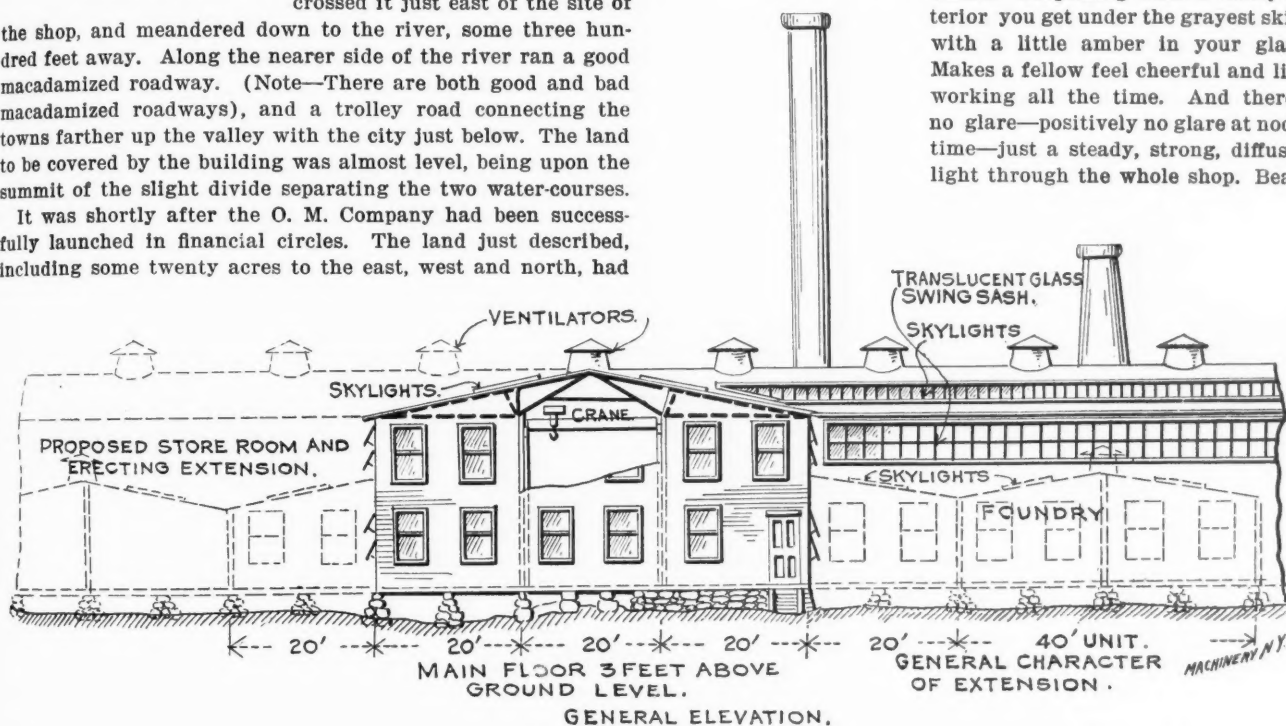 crossed it just east of the site of
the shop, and meandered down to the river, some three hun-
dred feet away. Along the nearer side of the river ran a good
macadamized roadway. (Note—There are both good and bad
macadamized roadways), and a trolley road connecting the
towns farther up the valley with the city just below. The land
to be covered by the building was almost level, being upon the
summit of the slight divide separating the two water-courses.
It was shortly after the O. M. Company had been success-
fully launched in financial circles. The land just described,
including some twenty acres to the east, west and north, had
terior you get under the grayest ski
with a little amber in your gla
Makes a fellow feel cheerful and li
working all the time. And there
no glare—positively no glare at noo
time—just a steady, strong, diffus
light through the whole shop. Bea
VENTILATORS.
TRANSLUCENT GLASS
SWING SASH.
SKYLIGHTS
SKYLIGHTS.
CRANE.
PROPOSED STORE ROOM AND
ERECTING EXTENSION.
SKYLIGHTS
FOUNDRY
20' 20' 20' 20' 20' 40' UNIT.
MAIN FLOOR 3 FEET ABOVE
GROUND LEVEL.
GENERAL CHARACTER
OF EXTENSION.
MACHINERY N.Y.
GENERAL ELEVATION.